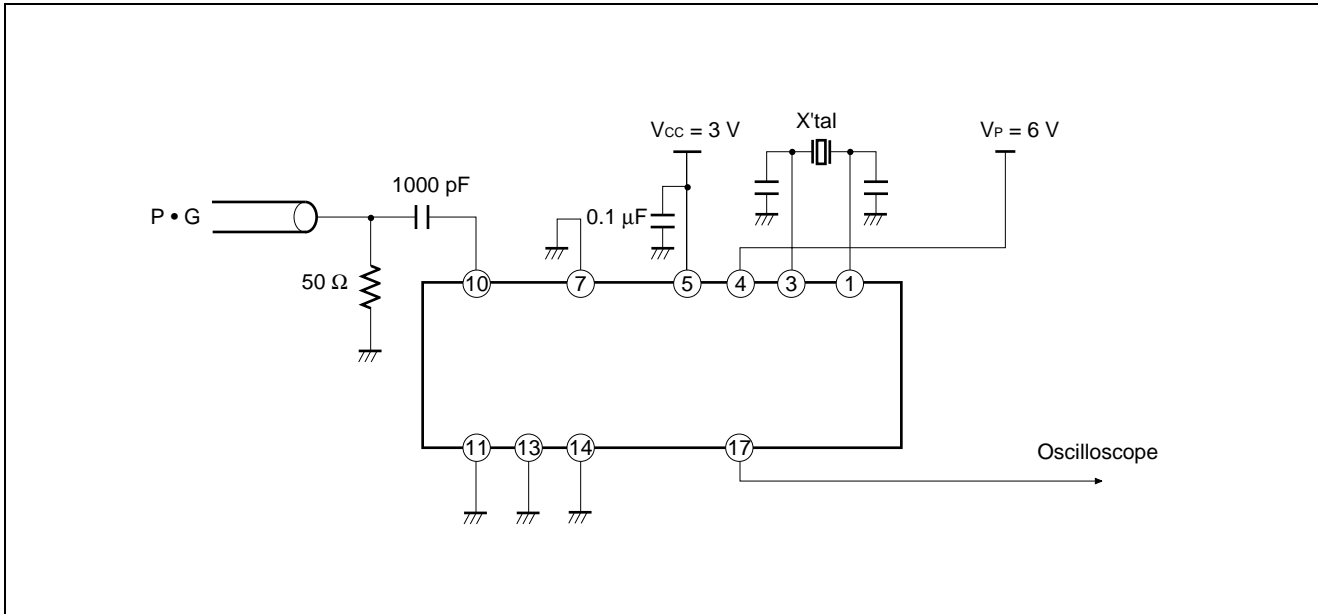 X'tal
VCC = 3 V
VP = 6 V
1000 pF
P • G
0.1 µF
50 Ω
10
7
5
4
3
1
11
13
14
17
Oscilloscope